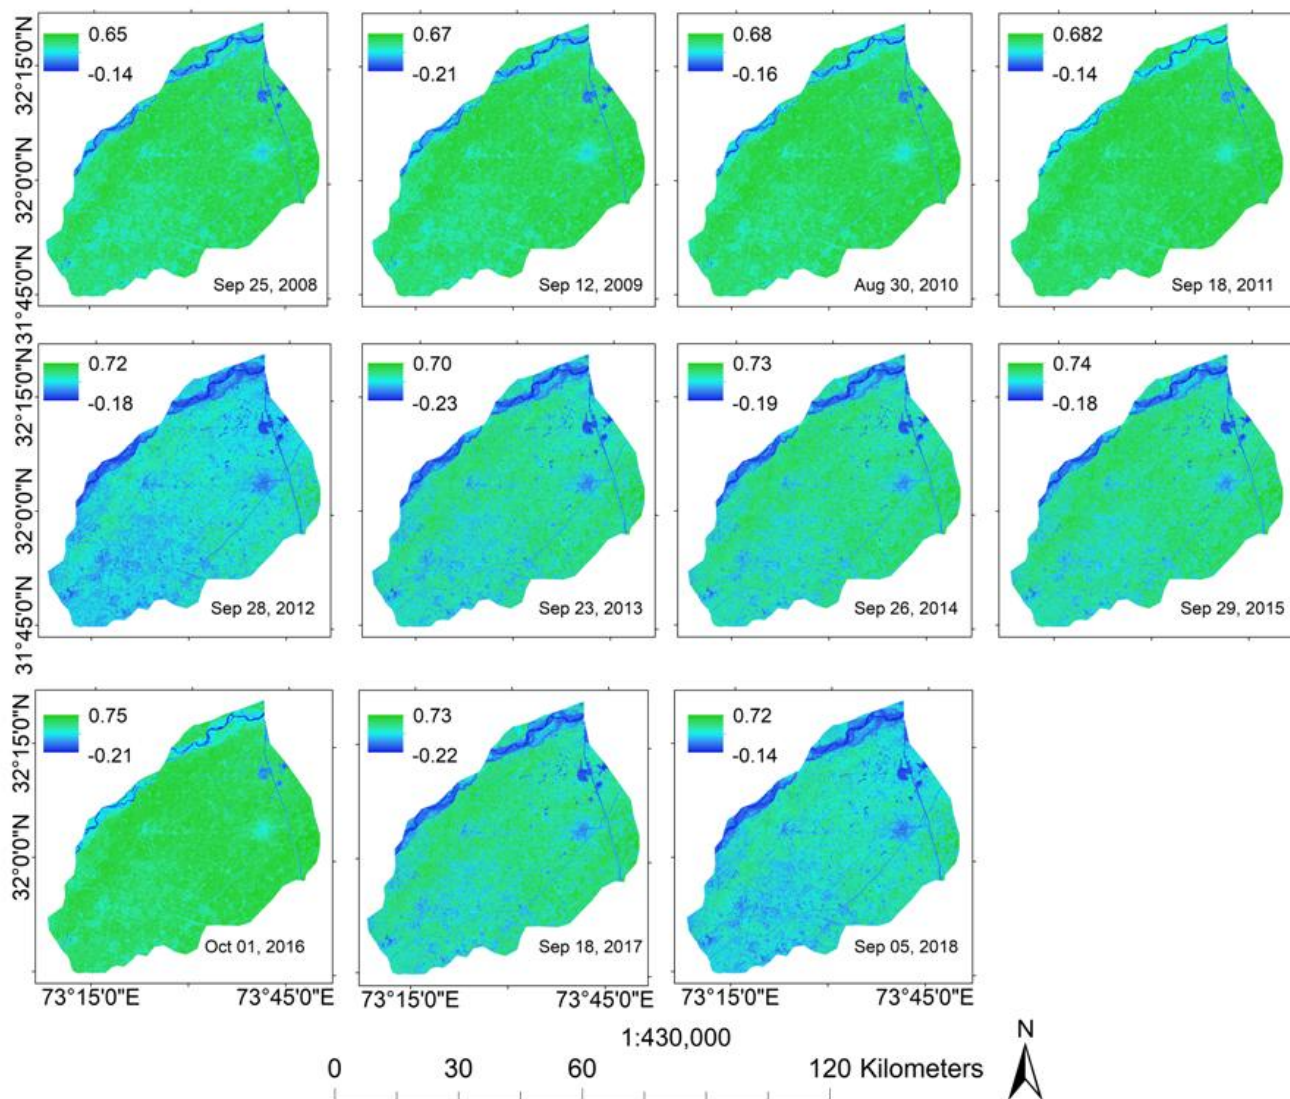 0.65
-0.14
Sep 25, 2008
0.67
-0.21
Sep 12, 2009
0.68
-0.16
Aug 30, 2010
0.682
-0.14
Sep 18, 2011
32°15'0"N
32°0'0"N
31°45'0"N
0.72
-0.18
Sep 28, 2012
0.70
-0.23
Sep 23, 2013
0.73
-0.19
Sep 26, 2014
0.74
-0.18
Sep 29, 2015
32°15'0"N
32°0'0"N
31°45'0"N
0.75
-0.21
Oct 01, 2016
0.73
-0.22
Sep 18, 2017
0.72
-0.14
Sep 05, 2018
32°15'0"N
32°0'0"N
73°15'0"E 73°45'0"E
73°15'0"E 73°45'0"E
73°15'0"E 73°45'0"E
1:430,000
0 30 60 120 Kilometers
N